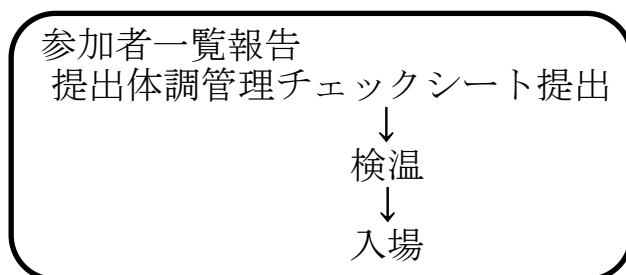 参加者一覧報告
提出体調管理チェックシート提出
↓
検温
↓
入場